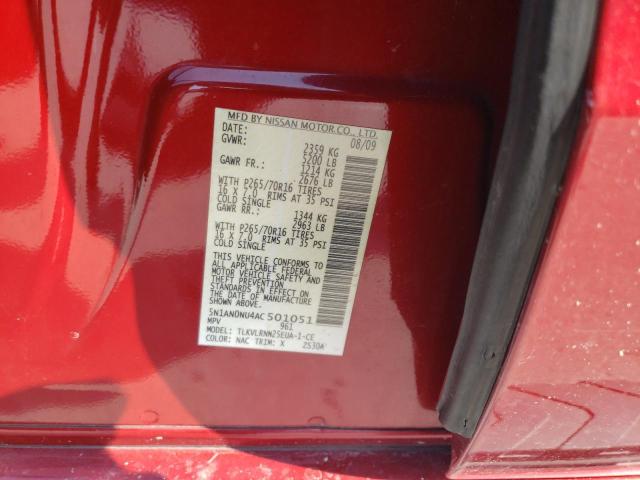 MFD BY NISSAN MOTOR.CO., LTD.
DATE: 08/09
GVWR: 2359 KG
5200 LB
GAWR FR.: 1214 KG
2676 LB
WITH P265/70R16 TIRES
16 X 7.0 RIMS AT 35 PSI
COLD SINGLE
GAWR RR.: 1344 KG
2963 LB
WITH P265/70R16 TIRES
16 X 7.0 RIMS AT 35 PSI
COLD SINGLE
THIS VEHICLE CONFORMS TO
ALL APPLICABLE FEDERAL
MOTOR VEHICLE SAFETY AND
THEFT PREVENTION
STANDARDS IN EFFECT ON
THE DATE OF MANUFACTURE
SHOWN ABOVE.
5N1AN0NU4AC501051
MPV 961
MODEL: TLKVLRNN25EUA-1-CE
COLOR: NAC TRIM: X 2S30A